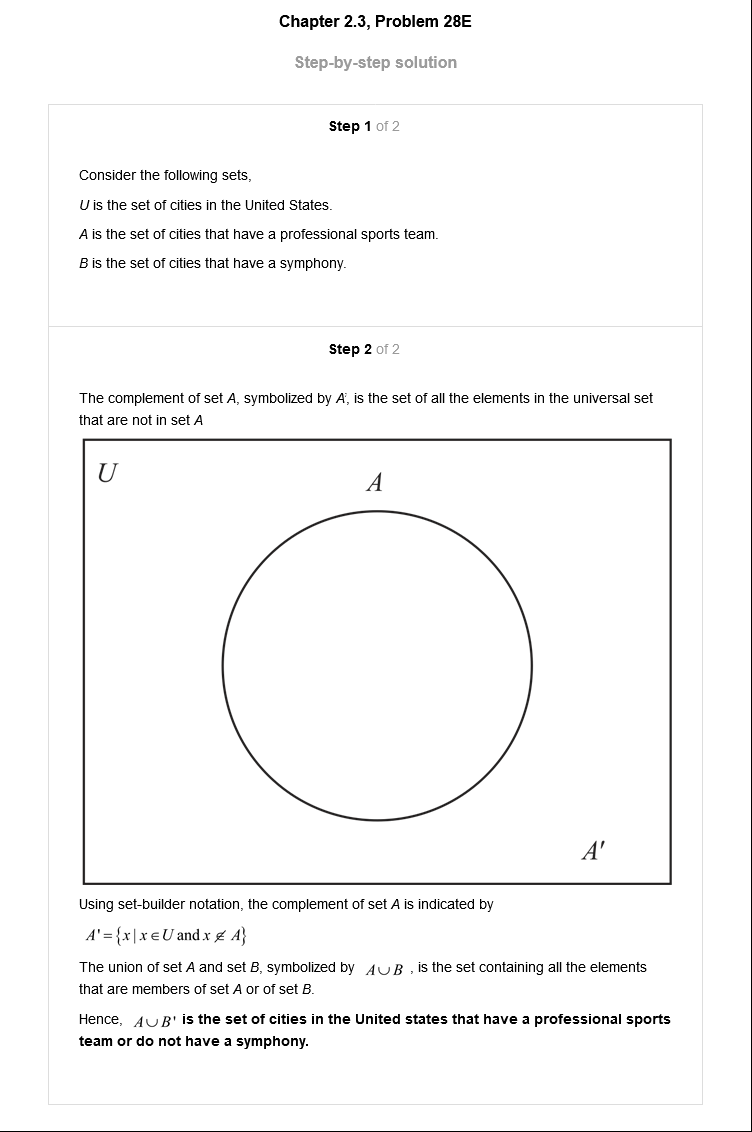 Chapter 2.3, Problem 28E
Step-by-step solution
Step 1 of 2
Consider the following sets,
U is the set of cities in the United States.
A is the set of cities that have a professional sports team.
B is the set of cities that have a symphony.
Step 2 of 2
The complement of set A, symbolized by A', is the set of all the elements in the universal set
that are not in set A
U
A
A'
Using set-builder notation, the complement of set A is indicated by
A' = {x | x ∈ U and x ∉ A}
The union of set A and set B, symbolized by A∪B , is the set containing all the elements
that are members of set A or of set B.
Hence, A∪B' is the set of cities in the United states that have a professional sports
team or do not have a symphony.